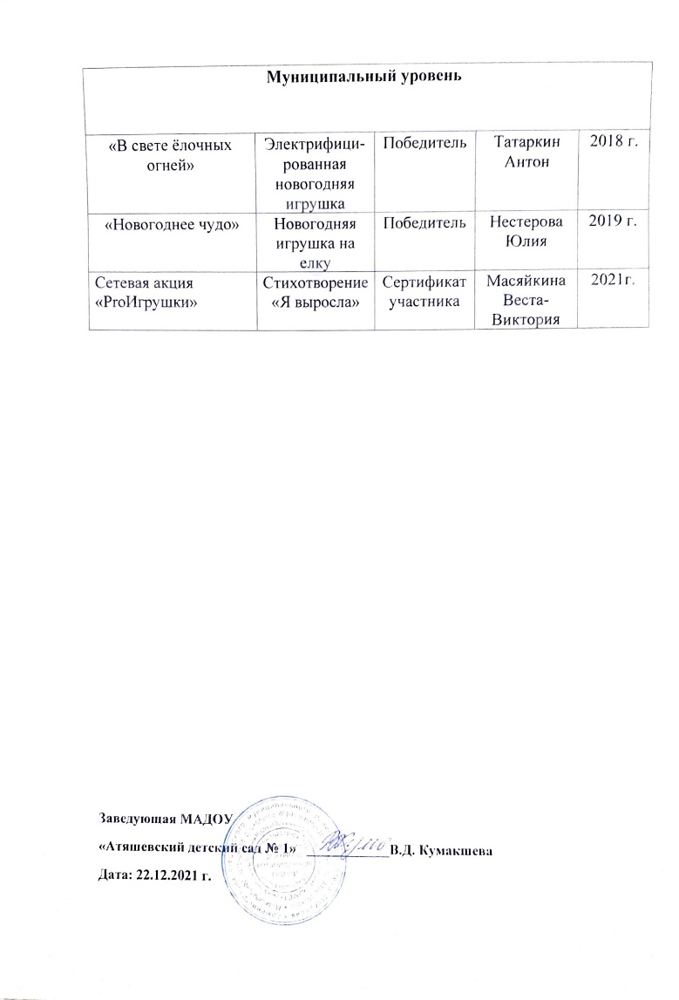 Муниципальный уровень
«В свете ёлочных огней» Электрифици-рованная новогодняя игрушка Победитель Татаркин Антон 2018 г.
«Новогоднее чудо» Новогодняя игрушка на елку Победитель Нестерова Юлия 2019 г.
Сетевая акция «ProИгрушки» Стихотворение «Я выросла» Сертификат участника Масяйкина Веста-Виктория 2021г.
Заведующая МАДОУ
«Атяшевский детский сад № 1» В.Д. Кумакшева
Дата: 22.12.2021 г.